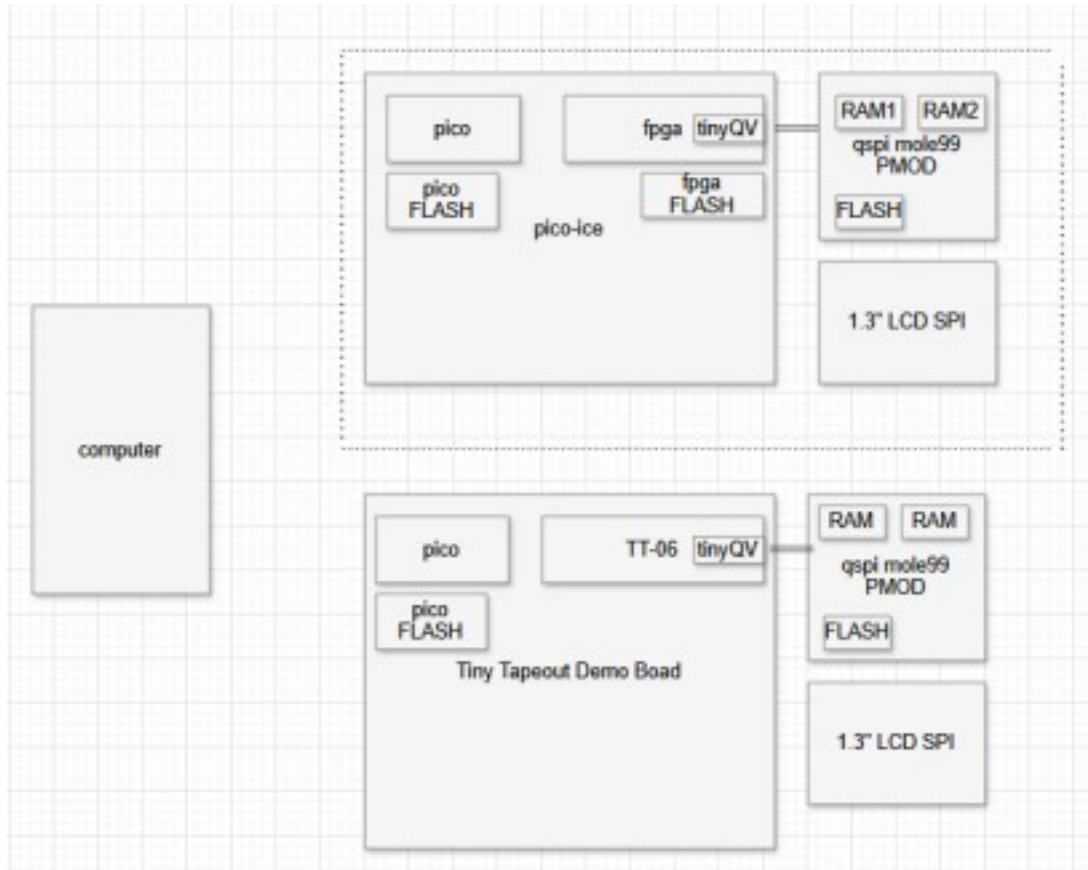 pico
fpga
tinyQV
RAM1
RAM2
qspi mole99
PMOD
FLASH
pico
FLASH
fpga
FLASH
pico-ice
1.3" LCD SPI
computer
pico
TT-06
tinyQV
RAM
RAM
qspi mole99
PMOD
FLASH
pico
FLASH
Tiny Tapeout Demo Boad
1.3" LCD SPI